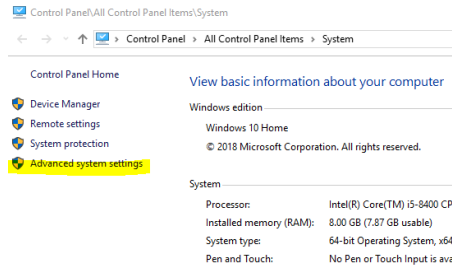 Control Panel\All Control Panel Items\System
Control Panel > All Control Panel Items > System
Control Panel Home
Device Manager
Remote settings
System protection
Advanced system settings
View basic information about your computer
Windows edition
Windows 10 Home
© 2018 Microsoft Corporation. All rights reserved.
System
Processor: Intel(R) Core(TM) i5-8400 CP
Installed memory (RAM): 8.00 GB (7.87 GB usable)
System type: 64-bit Operating System, x64
Pen and Touch: No Pen or Touch Input is ava